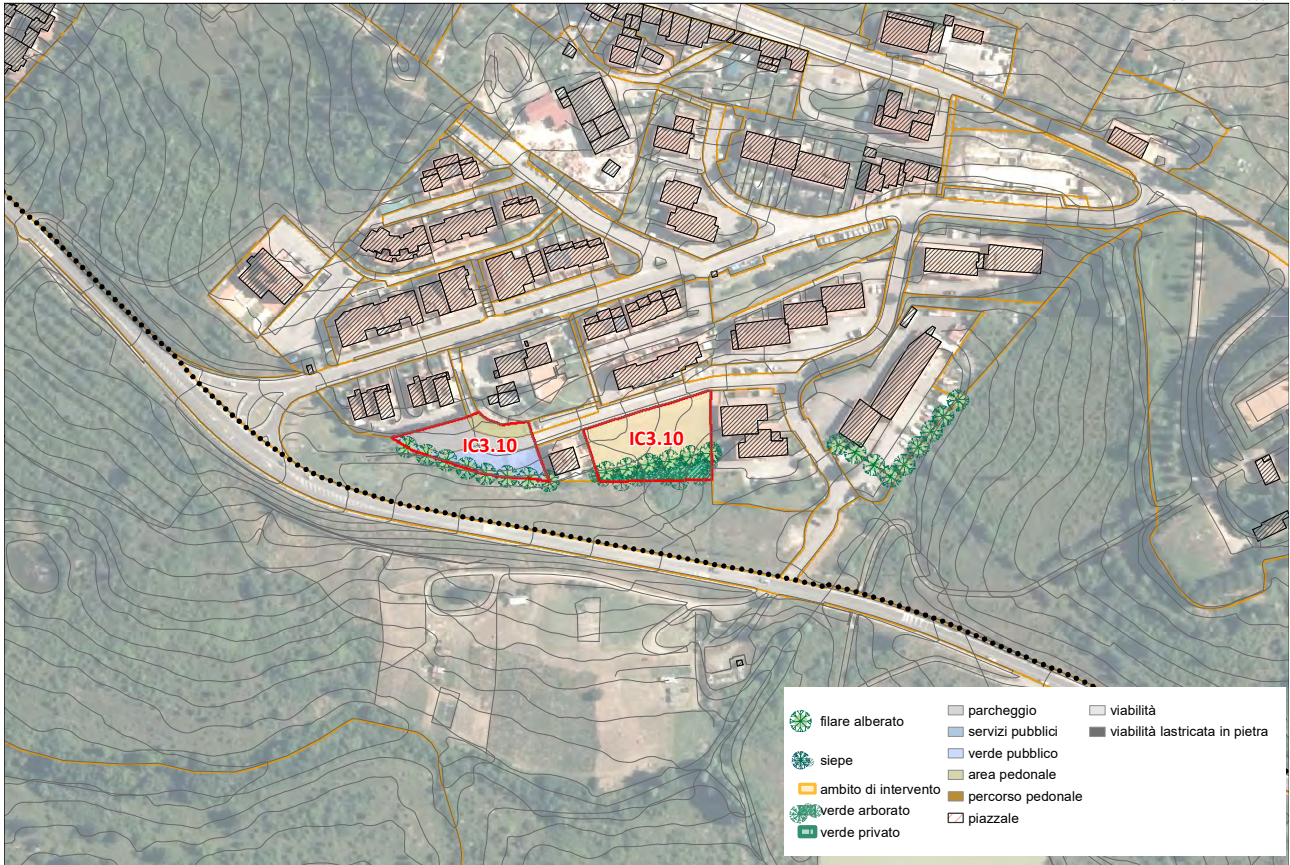 IC3.10
IC3.10
filare alberato
siepe
ambito di intervento
verde arborato
verde privato
parcheggio
servizi pubblici
verde pubblico
area pedonale
percorso pedonale
piazzale
viabilità
viabilità lastricata in pietra